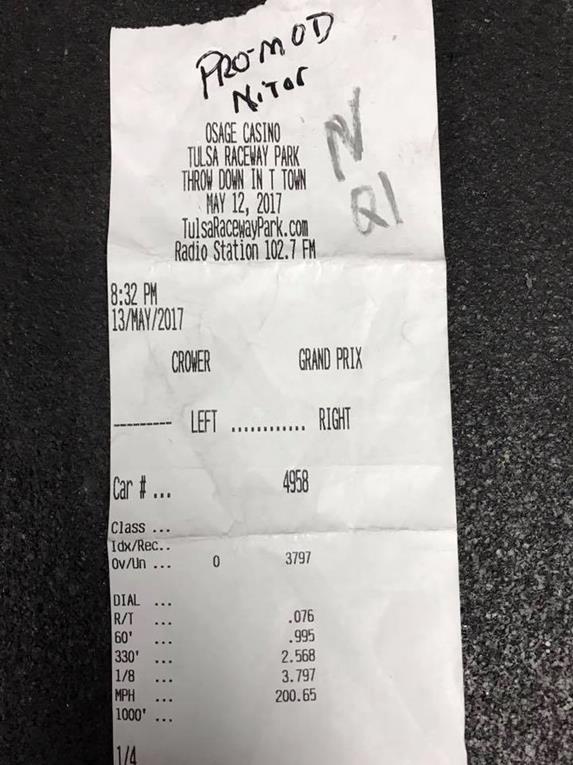 PRO-MOD
Nitor
N
Q1
OSAGE CASINO
TULSA RACEWAY PARK
THROW DOWN IN T TOWN
MAY 12, 2017
TulsaRacewayPark.com
Radio Station 102.7 FM
8:32 PM
13/MAY/2017
CROWER GRAND PRIX
--------- LEFT ............ RIGHT
Car # ... 4958
Class ...
Idx/Rec..
Ov/Un ... 0 3797
DIAL ...
R/T ... .076
60' ... .995
330' ... 2.568
1/8 ... 3.797
MPH ... 200.65
1000' ...
1/4